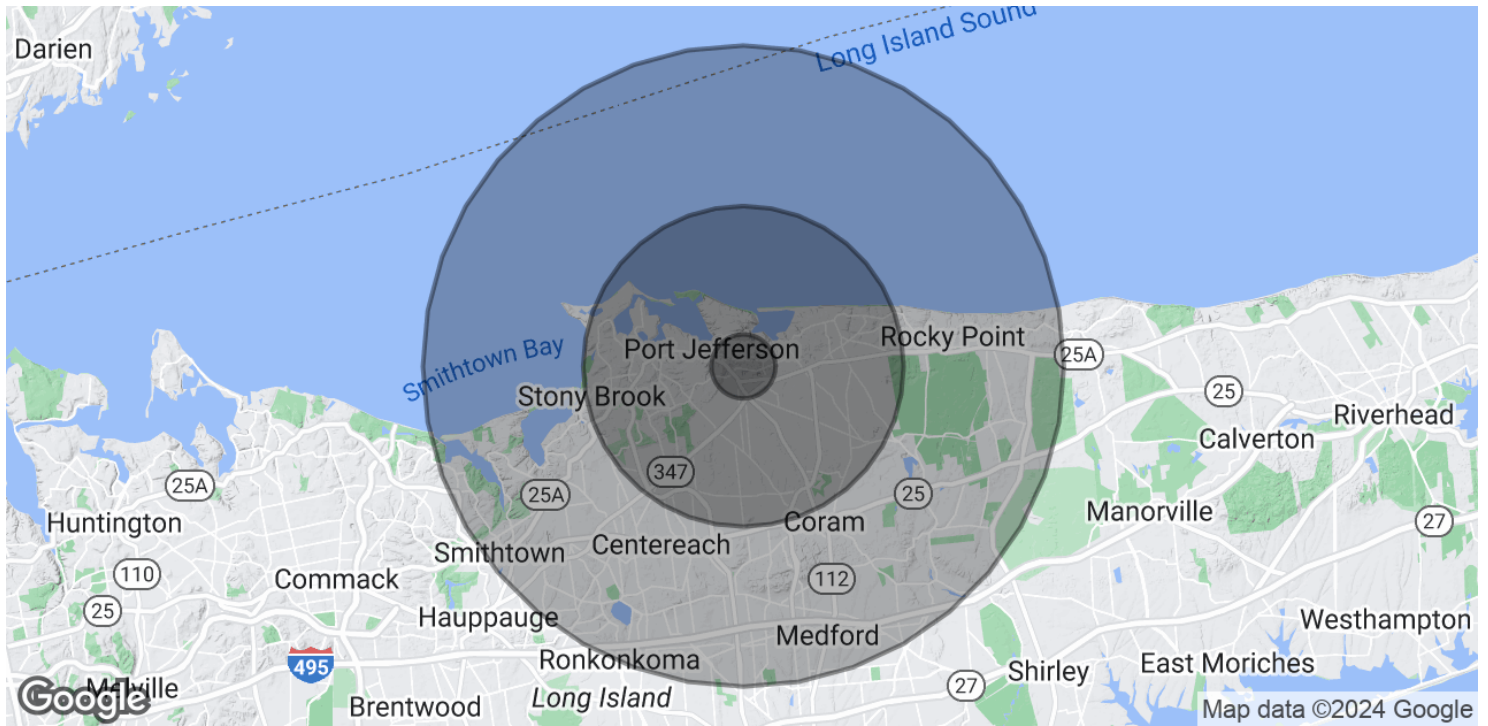 Darien
Long Island Sound
Smithtown Bay
Port Jefferson
Rocky Point
25A
Stony Brook
25
Riverhead
Calverton
347
25A
25A
25
Huntington
Coram
Manorville
27
Smithtown
Centereach
110
Commack
112
25
Hauppauge
Medford
Westhampton
495
Ronkonkoma
Shirley
East Moriches
27
Melville
Long Island
Brentwood
Google
Map data ©2024 Google